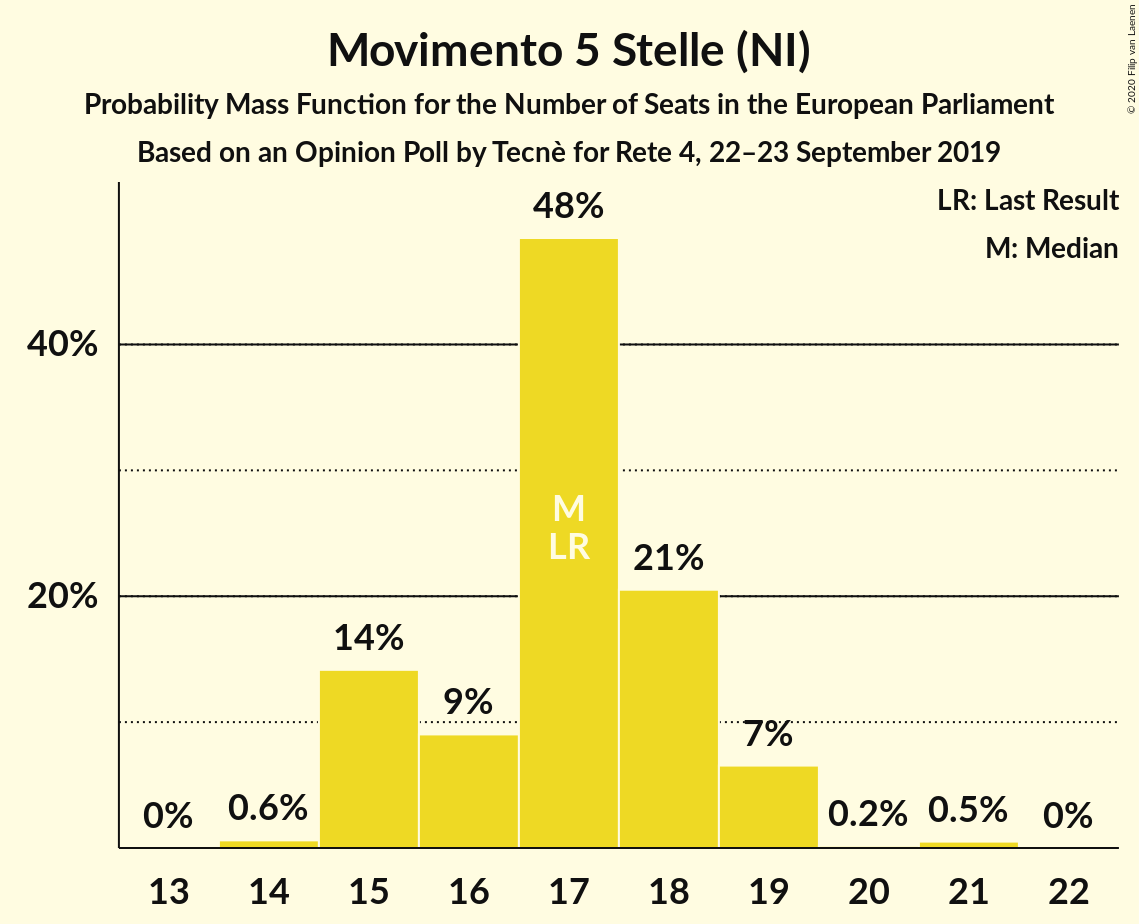 Movimento 5 Stelle (NI)
Probability Mass Function for the Number of Seats in the European Parliament
Based on an Opinion Poll by Tecnè for Rete 4, 22–23 September 2019
© 2020 Filip van Laenen
LR: Last Result
M: Median
40%
20%
0%
0.6%
14%
9%
48%
M
LR
21%
7%
0.2%
0.5%
0%
13 14 15 16 17 18 19 20 21 22